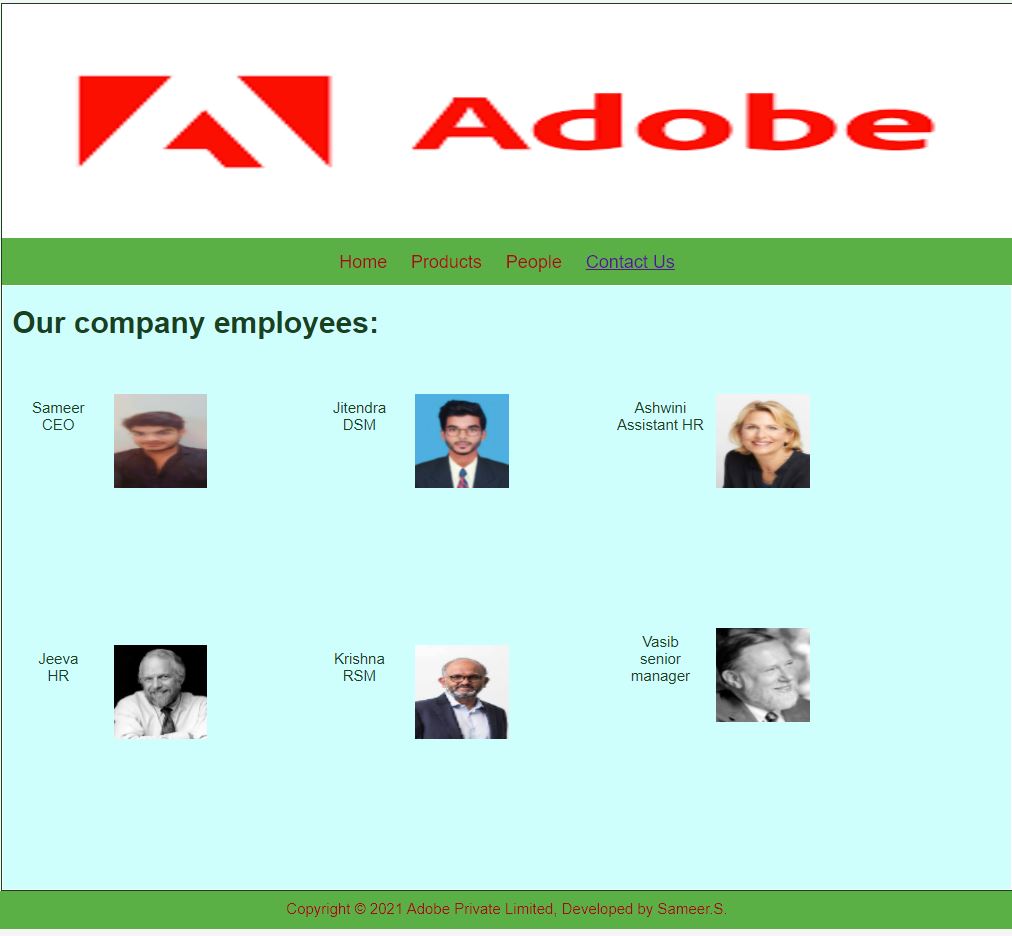 Adobe
Home Products People Contact Us
Our company employees:
Sameer
CEO
Jitendra
DSM
Ashwini
Assistant HR
Jeeva
HR
Krishna
RSM
Vasib
senior
manager
Copyright © 2021 Adobe Private Limited, Developed by Sameer.S.